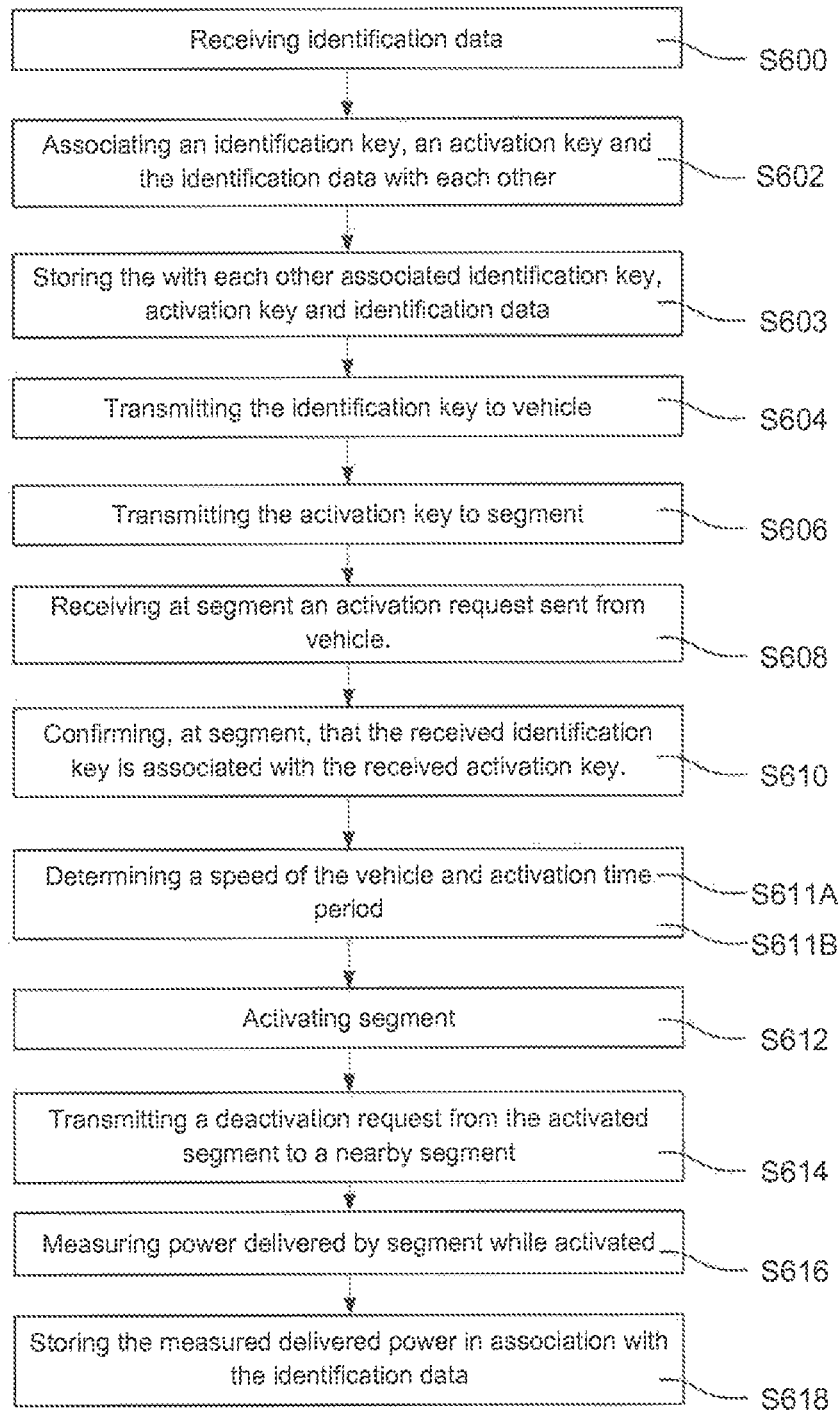 Receiving identification data
S600
Associating an identification key, an activation key and
the identification data with each other
S602
Storing the with each other associated identification key,
activation key and identification data
S603
Transmitting the identification key to vehicle
S604
Transmitting the activation key to segment
S606
Receiving at segment an activation request sent from
vehicle.
S608
Confirming, at segment, that the received identification
key is associated with the received activation key.
S610
Determining a speed of the vehicle and activation time
period
S611A
S611B
Activating segment
S612
Transmitting a deactivation request from the activated
segment to a nearby segment
S614
Measuring power delivered by segment while activated
S616
Storing the measured delivered power in association with
the identification data
S618